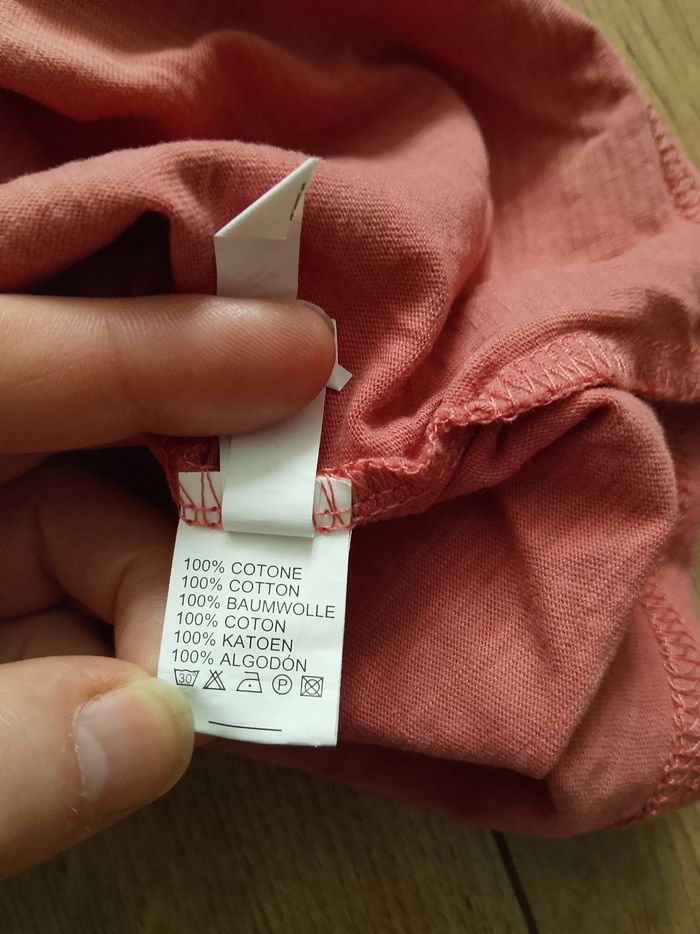 100% COTONE
100% COTTON
100% BAUMWOLLE
100% COTON
100% KATOEN
100% ALGODÓN
30° P